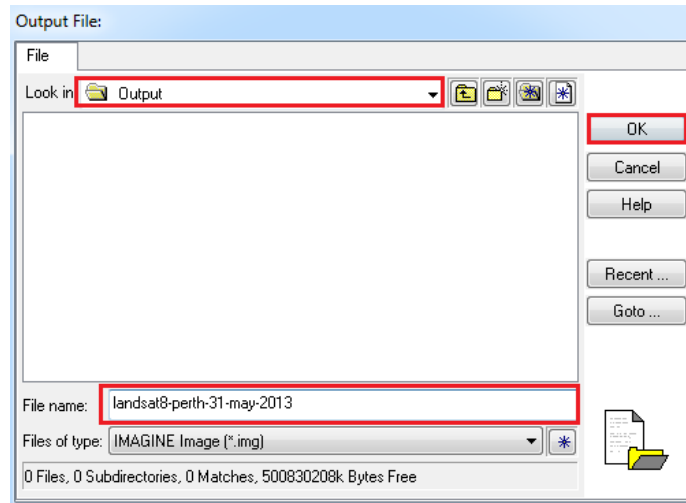 Output File:
File
Look in: Output
OK
Cancel
Help
Recent ...
Goto ...
File name: landsat8-perth-31-may-2013
Files of type: IMAGINE Image (*.img)
0 Files, 0 Subdirectories, 0 Matches, 500830208k Bytes Free